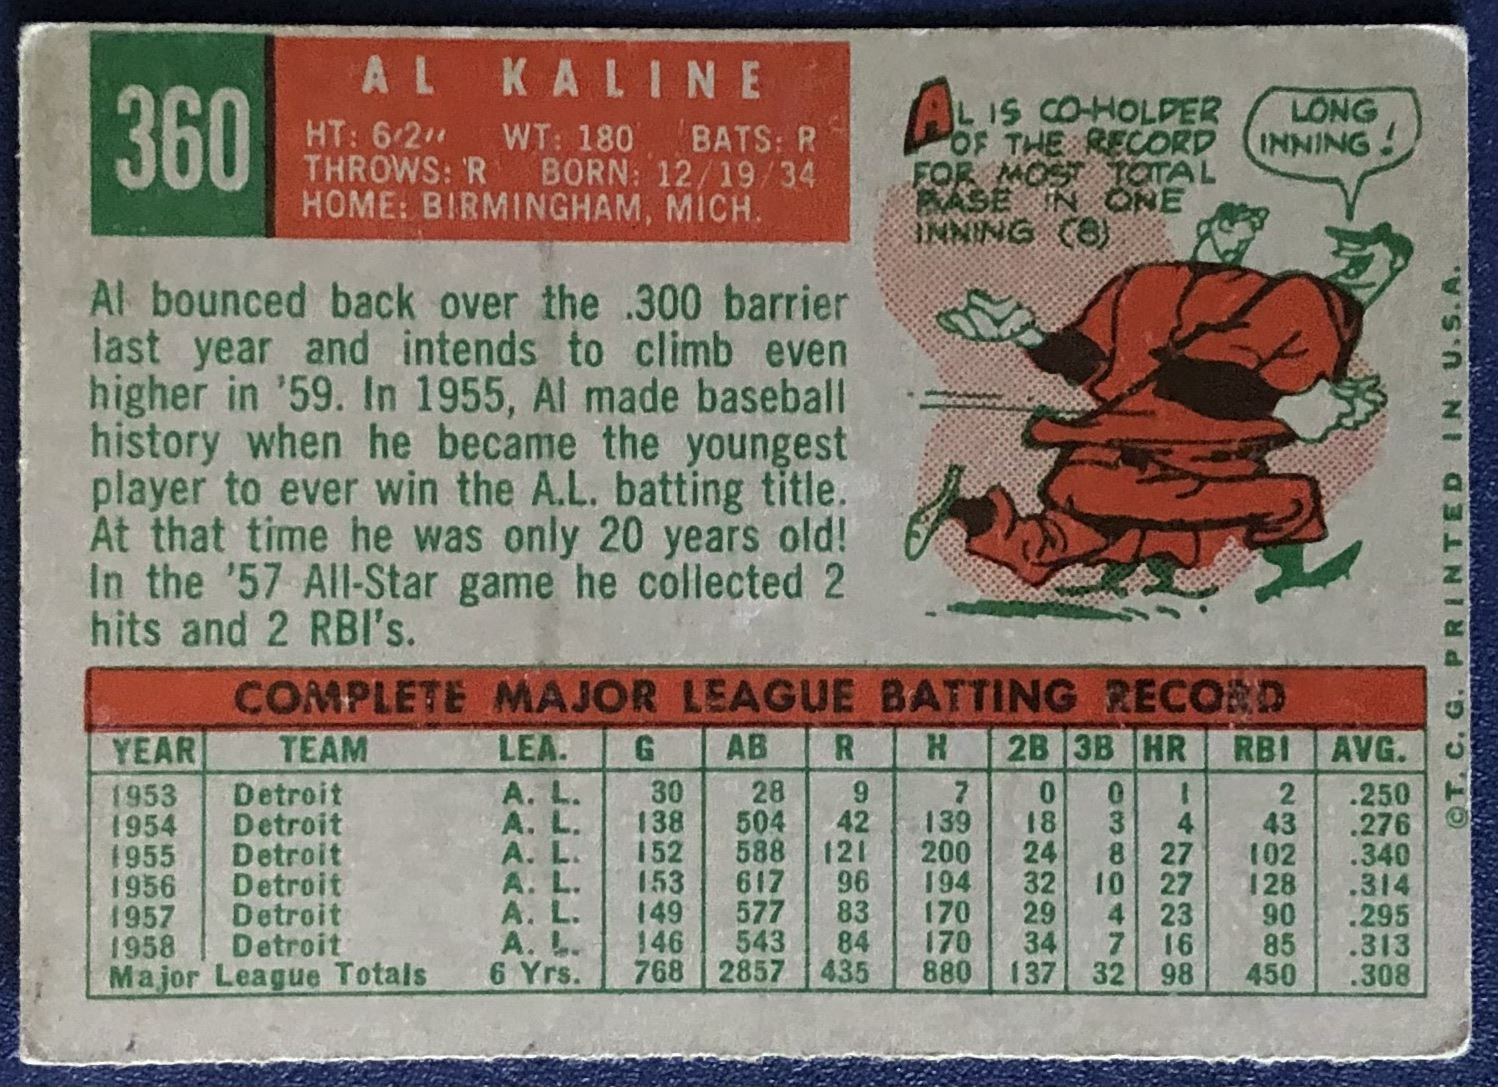 360
AL KALINE
HT: 6'2" WT: 180 BATS: R
THROWS: R BORN: 12/19/34
HOME: BIRMINGHAM, MICH.
AL IS CO-HOLDER
OF THE RECORD
FOR MOST TOTAL
BASE IN ONE
INNING (8)
LONG
INNING!
Al bounced back over the .300 barrier
last year and intends to climb even
higher in '59. In 1955, Al made baseball
history when he became the youngest
player to ever win the A.L. batting title.
At that time he was only 20 years old!
In the '57 All-Star game he collected 2
hits and 2 RBI's.
COMPLETE MAJOR LEAGUE BATTING RECORD
YEAR TEAM LEA. G AB R H 2B 3B HR RBI AVG.
1953 Detroit A. L. 30 28 9 7 0 0 1 2 .250
1954 Detroit A. L. 138 504 42 139 18 3 4 43 .276
1955 Detroit A. L. 152 588 121 200 24 8 27 102 .340
1956 Detroit A. L. 153 617 96 194 32 10 27 128 .314
1957 Detroit A. L. 149 577 83 170 29 4 23 90 .295
1958 Detroit A. L. 146 543 84 170 34 7 16 85 .313
Major League Totals 6 Yrs. 768 2857 435 880 137 32 98 450 .308
©T.C.G. PRINTED IN U.S.A.